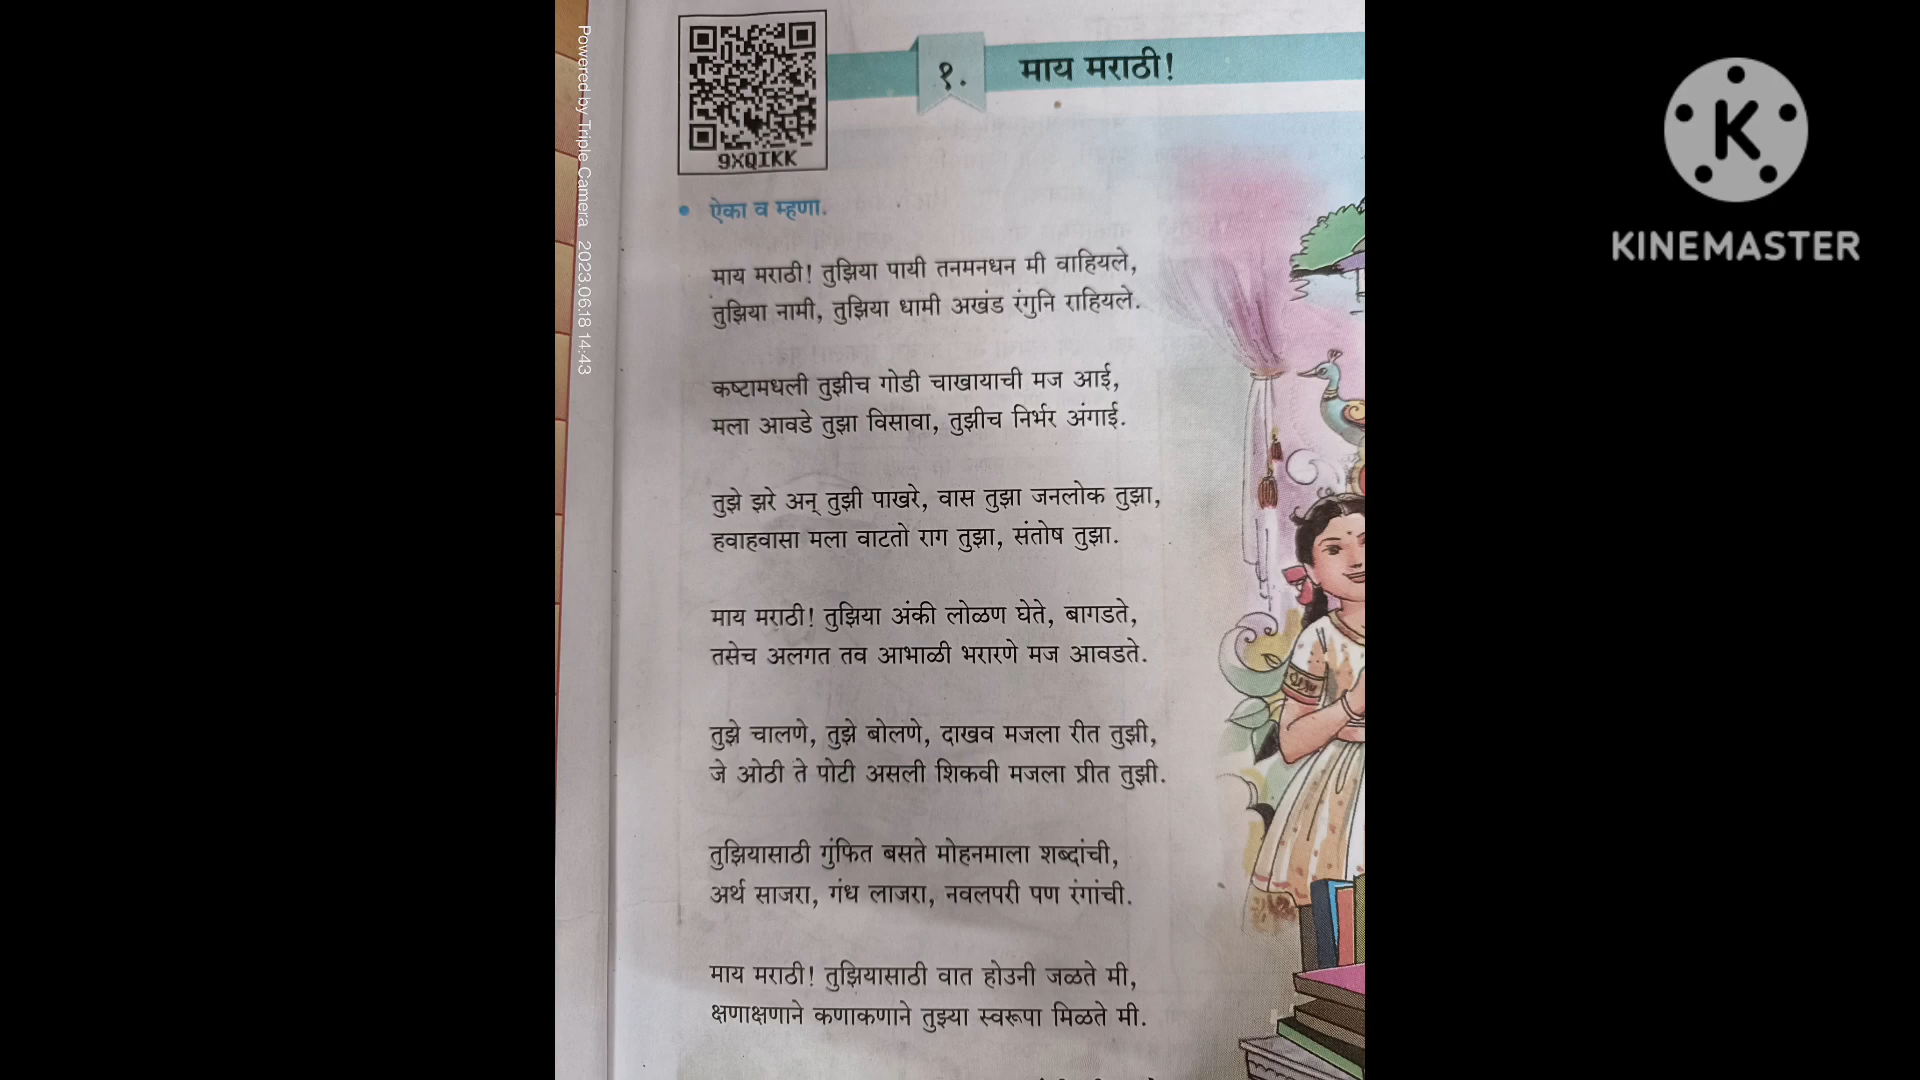 9XQIKK
१. माय मराठी!
• ऐका व म्हणा.
माय मराठी! तुझिया पायी तनमनधन मी वाहियले,
तुझिया नामी, तुझिया धामी अखंड रंगुनि राहियले.
कष्टामधली तुझीच गोडी चाखायाची मज आई,
मला आवडे तुझा विसावा, तुझीच निर्भर अंगाई.
तुझे झरे अन् तुझी पाखरे, वास तुझा जनलोक तुझा,
हवाहवासा मला वाटतो राग तुझा, संतोष तुझा.
माय मराठी! तुझिया अंकी लोळण घेते, बागडते,
तसेच अलगत तव आभाळी भरारणे मज आवडते.
तुझे चालणे, तुझे बोलणे, दाखव मजला रीत तुझी,
जे ओठी ते पोटी असली शिकवी मजला प्रीत तुझी.
तुझियासाठी गुंफित बसते मोहनमाला शब्दांची,
अर्थ साजरा, गंध लाजरा, नवलपरी पण रंगांची.
माय मराठी! तुझियासाठी वात होउनी जळते मी,
क्षणाक्षणाने कणाकणाने तुझ्या स्वरूपा मिळते मी.
Powered by Triple Camera 2023.06.18 14:43
KINEMASTER